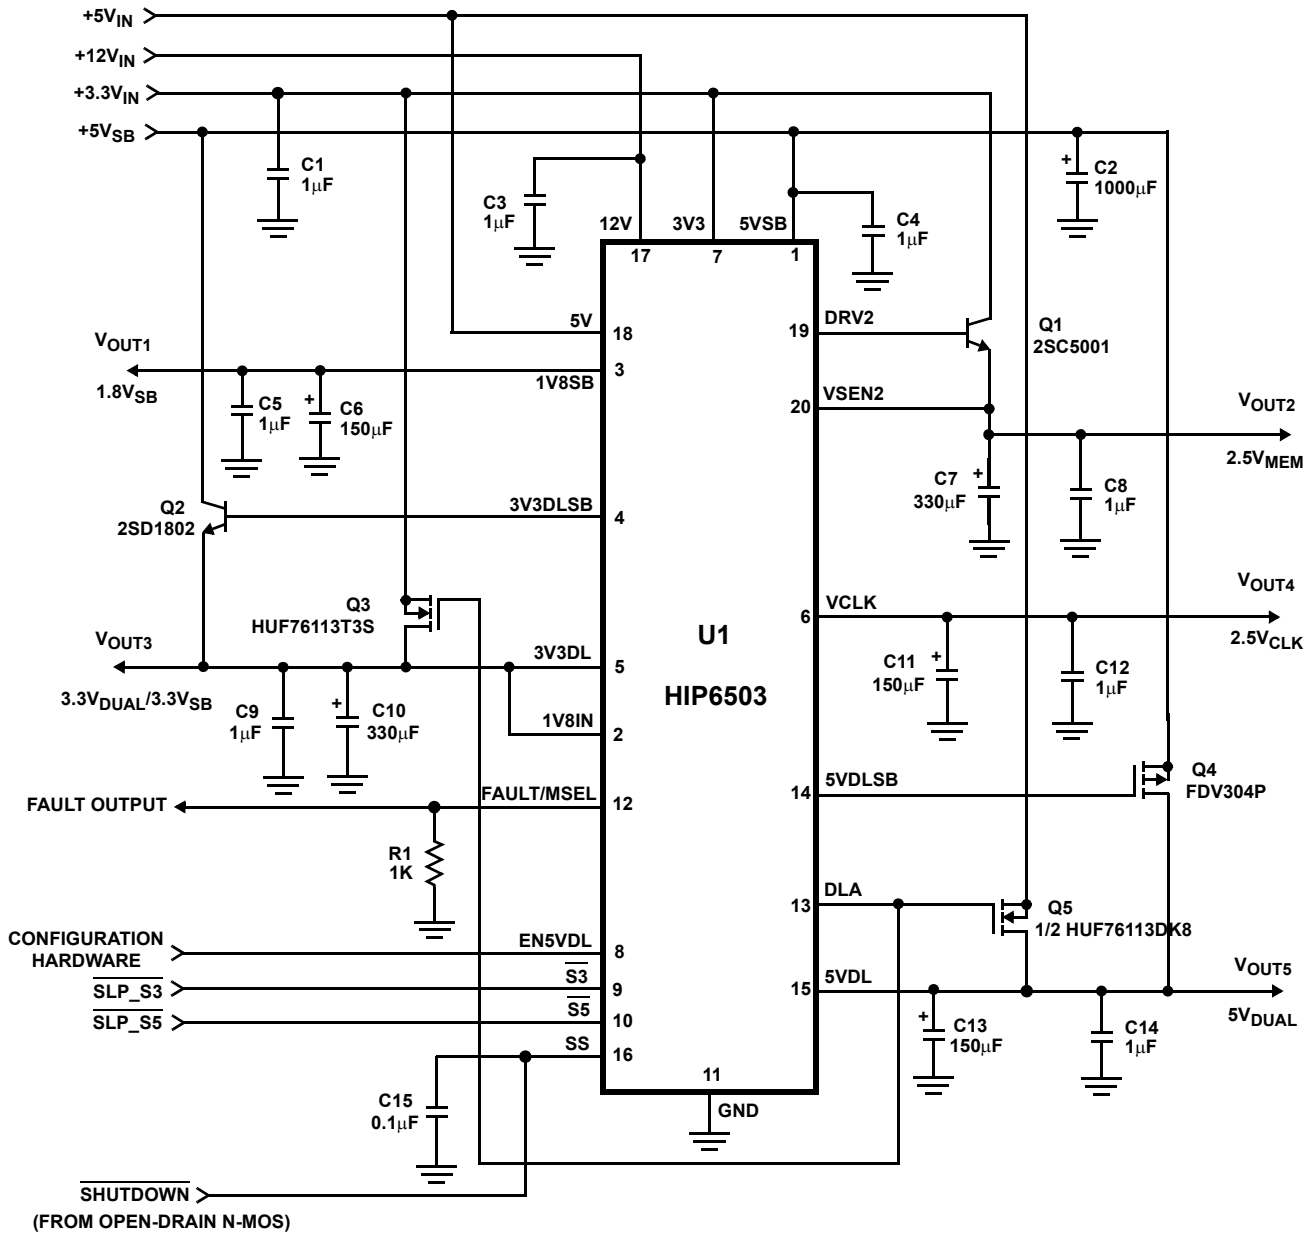 +5VIN
+12VIN
+3.3VIN
+5VSB
C1
1μF
C2
1000μF
C3
1μF
12V
3V3
5VSB
C4
1μF
17
7
1
5V
18
DRV2
19
Q1
2SC5001
VOUT1
1.8VSB
1V8SB
3
C5
1μF
C6
150μF
VSEN2
20
VOUT2
2.5VMEM
C7
330μF
C8
1μF
Q2
2SD1802
3V3DLSB
4
Q3
HUF76113T3S
U1
HIP6503
VCLK
6
VOUT4
2.5VCLK
VOUT3
3.3VDUAL/3.3VSB
3V3DL
5
C11
150μF
C12
1μF
C9
1μF
C10
330μF
1V8IN
2
FAULT OUTPUT
FAULT/MSEL
12
5VDLSB
14
Q4
FDV304P
R1
1K
DLA
13
Q5
1/2 HUF76113DK8
CONFIGURATION
HARDWARE
EN5VDL
8
SLP_S3
S3
9
SLP_S5
S5
10
5VDL
15
VOUT5
5VDUAL
SS
16
C13
150μF
C14
1μF
C15
0.1μF
11
GND
SHUTDOWN
(FROM OPEN-DRAIN N-MOS)